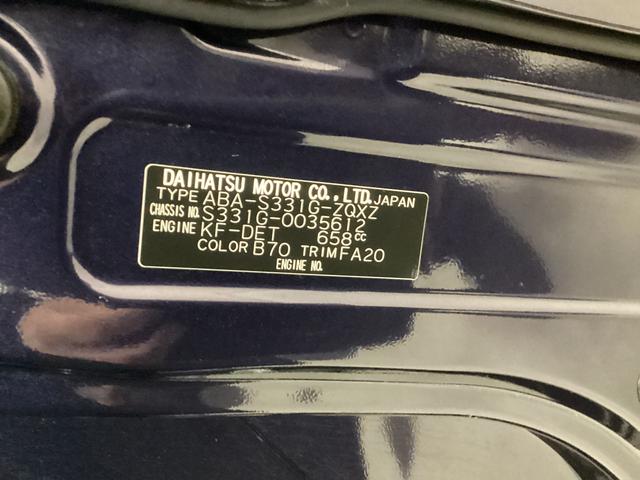 DAIHATSU MOTOR CO., LTD. JAPAN
TYPE ABA-S331G-ZQXZ
CHASSIS NO. S331G-0035612
ENGINE KF-DET 658cc
COLOR B70 TRIM FA20
ENGINE NO.